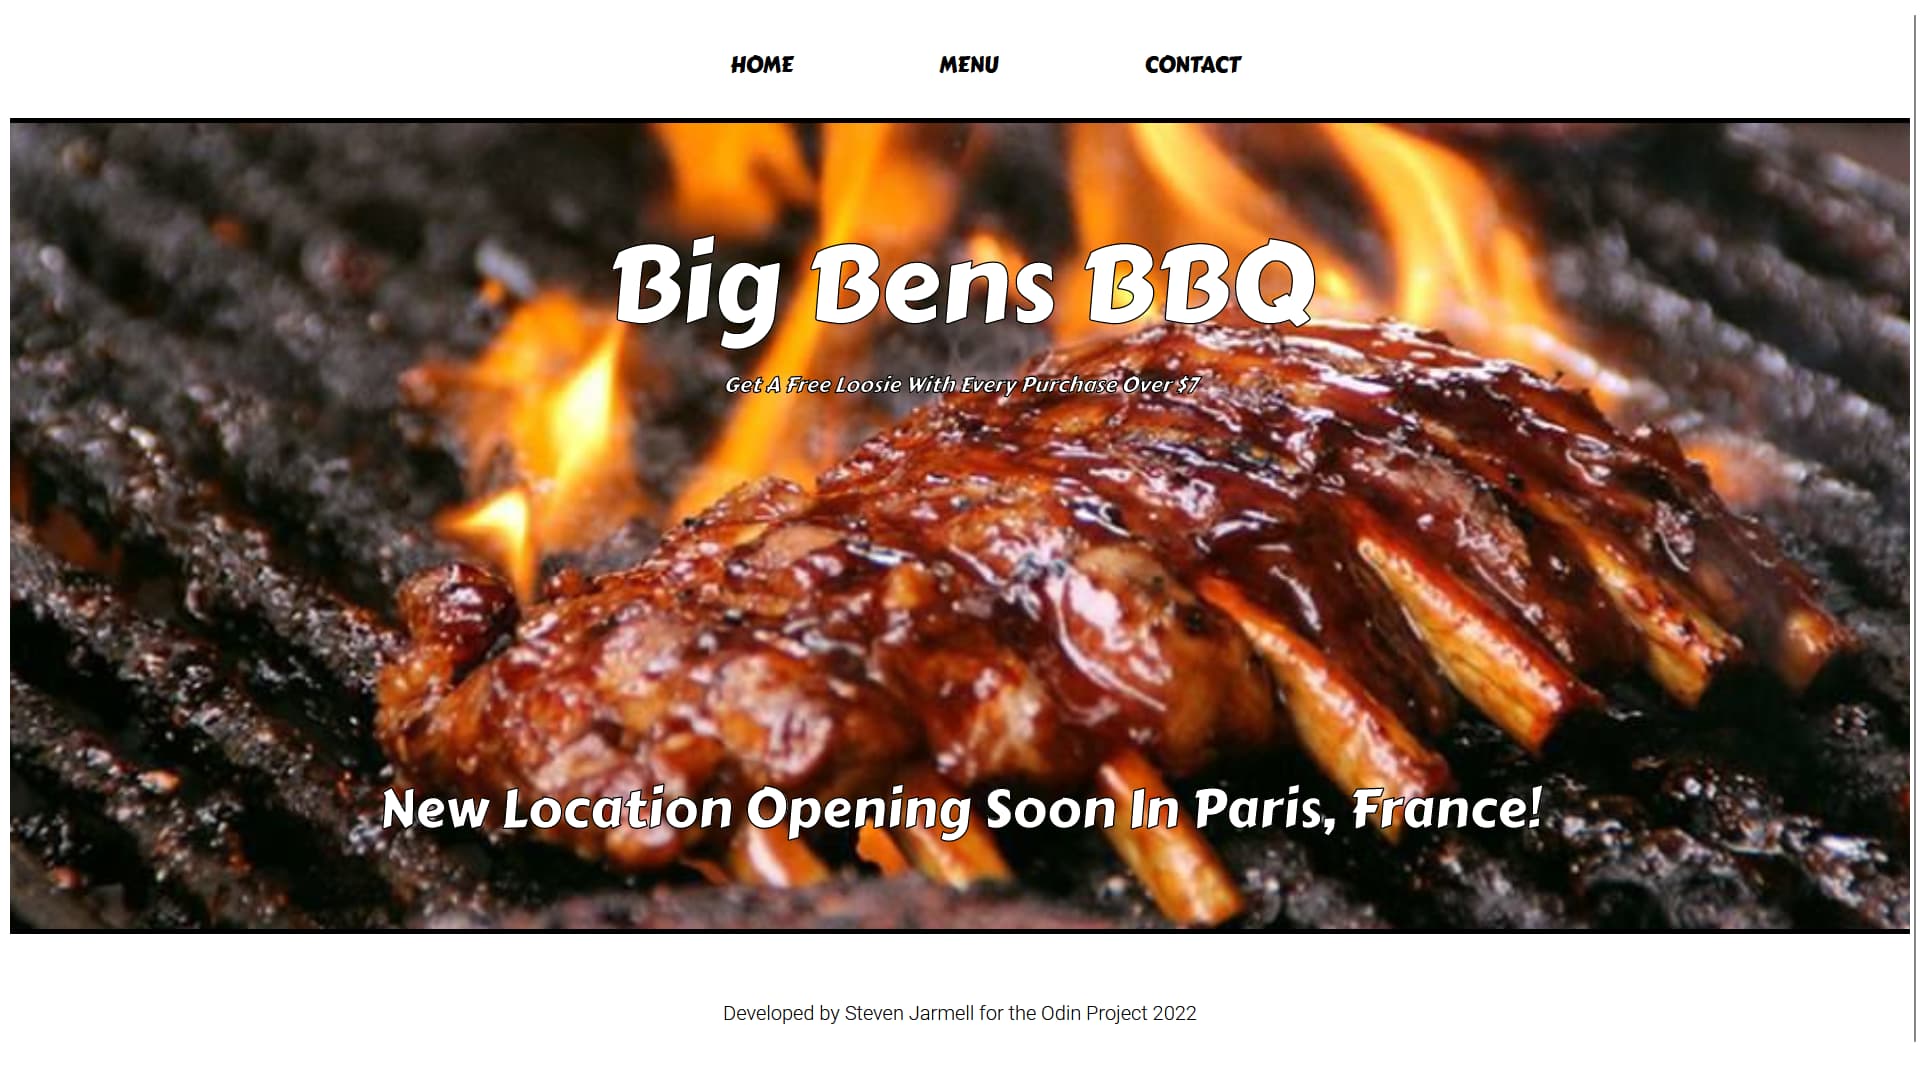 HOME MENU CONTACT
Big Bens BBQ
Get A Free Loosie With Every Purchase Over $7
New Location Opening Soon In Paris, France!
Developed by Steven Jarmell for the Odin Project 2022